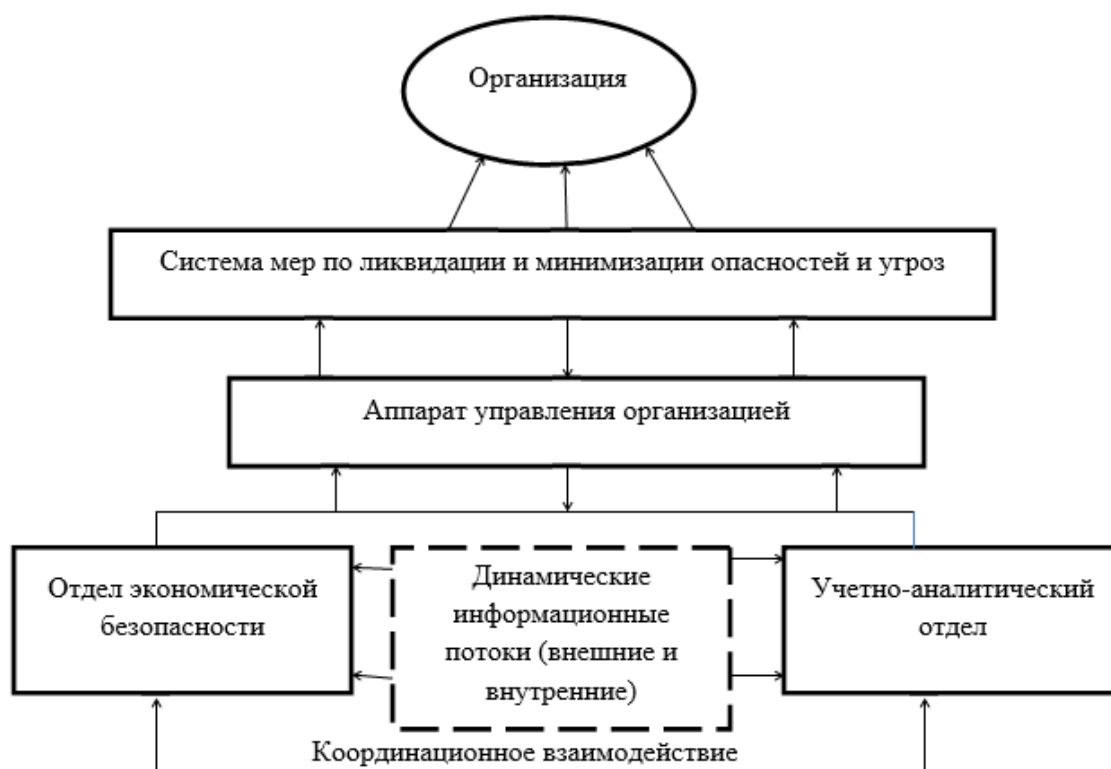 Организация
Система мер по ликвидации и минимизации опасностей и угроз
Аппарат управления организацией
Отдел экономической
безопасности
Динамические
информационные
потоки (внешние и
внутренние)
Учетно-аналитический
отдел
Координационное взаимодействие